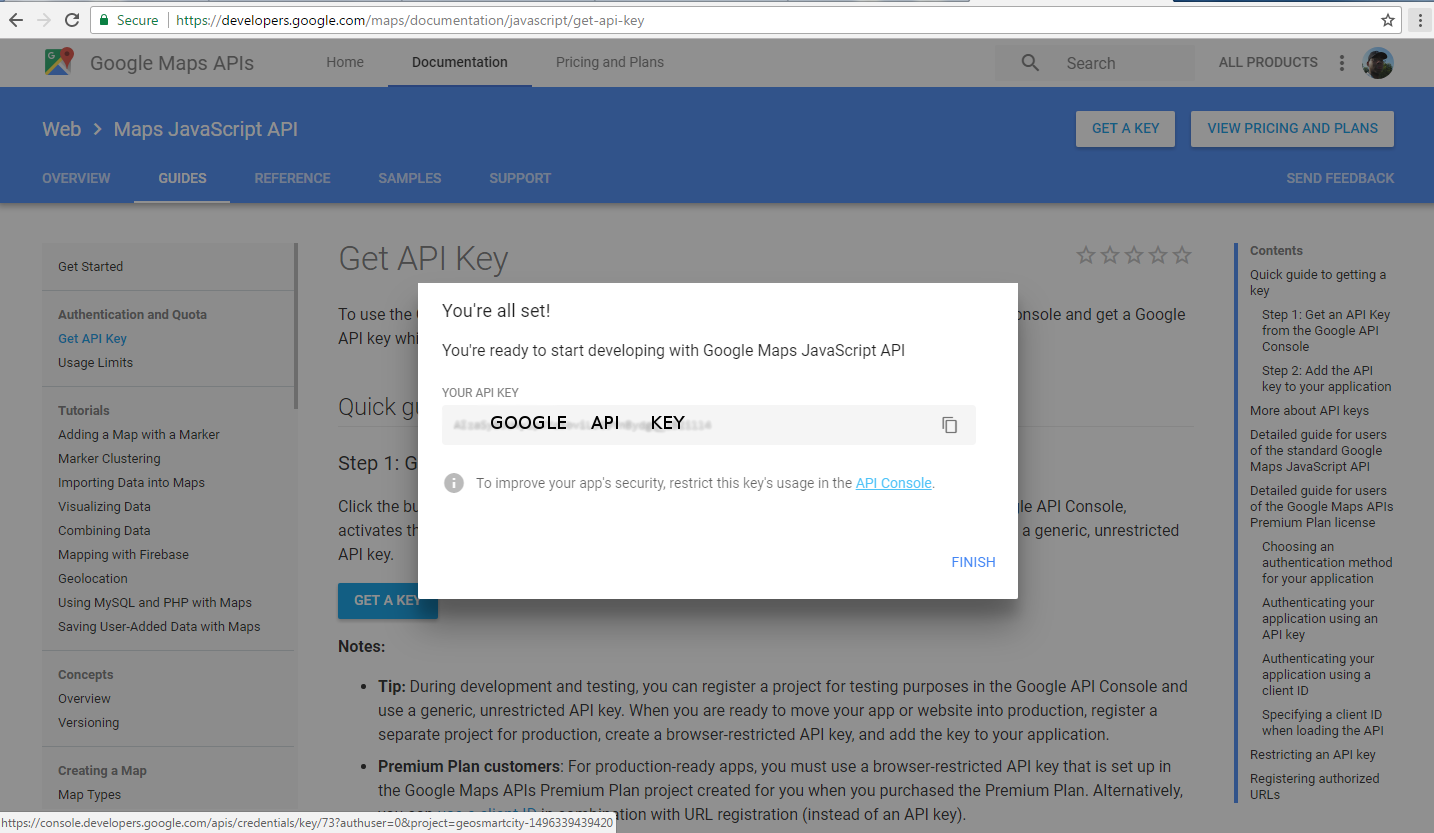 Secure https://developers.google.com/maps/documentation/javascript/get-api-key
Google Maps APIs Home Documentation Pricing and Plans Search ALL PRODUCTS
Web Maps JavaScript API GET A KEY VIEW PRICING AND PLANS
OVERVIEW GUIDES REFERENCE SAMPLES SUPPORT SEND FEEDBACK
Get Started
Authentication and Quota
Get API Key
Usage Limits
Tutorials
Adding a Map with a Marker
Marker Clustering
Importing Data into Maps
Visualizing Data
Combining Data
Mapping with Firebase
Geolocation
Using MySQL and PHP with Maps
Saving User-Added Data with Maps
Concepts
Overview
Versioning
Creating a Map
Map Types
Get API Key
To use the
onsole and get a Google
API key whi
Quick gu
Step 1: G
Click the bu
le API Console,
activates th
a generic, unrestricted
API key.
GET A KEY
You're all set!
You're ready to start developing with Google Maps JavaScript API
YOUR API KEY
GOOGLE API KEY
To improve your app's security, restrict this key's usage in the API Console.
FINISH
Notes:
• Tip: During development and testing, you can register a project for testing purposes in the Google API Console and
use a generic, unrestricted API key. When you are ready to move your app or website into production, register a
separate project for production, create a browser-restricted API key, and add the key to your application.
• Premium Plan customers: For production-ready apps, you must use a browser-restricted API key that is set up in
the Google Maps APIs Premium Plan project created for you when you purchased the Premium Plan. Alternatively,
you can use a client ID in combination with URL registration (instead of an API key).
Contents
Quick guide to getting a
key
Step 1: Get an API Key
from the Google API
Console
Step 2: Add the API
key to your application
More about API keys
Detailed guide for users
of the standard Google
Maps JavaScript API
Detailed guide for users
of the Google Maps APIs
Premium Plan license
Choosing an
authentication method
for your application
Authenticating your
application using an
API key
Authenticating your
application using a
client ID
Specifying a client ID
when loading the API
Restricting an API key
Registering authorized
URLs
https://console.developers.google.com/apis/credentials/key/73?authuser=0&project=geosmartcity-1496339439420